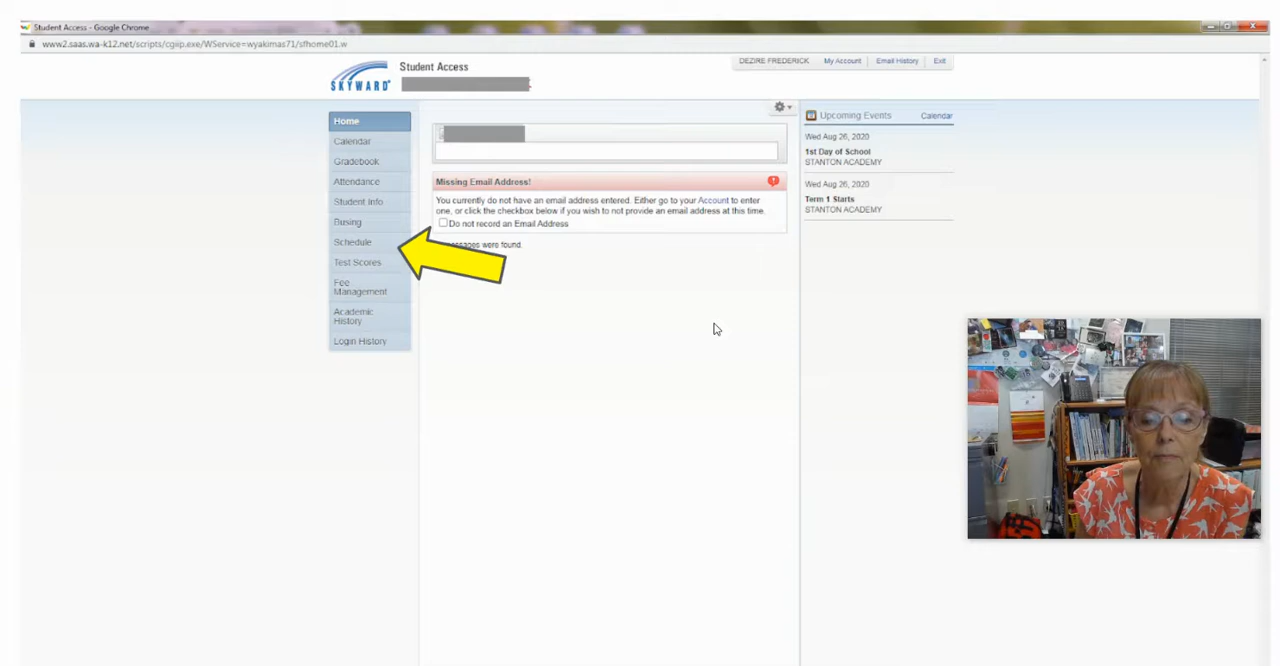 Student Access - Google Chrome
www2.saas.wa-k12.net/scripts/cgiip.exe/WService=wyakimas71/sfhome01.w
SKYWARD
Student Access
DEZIRE FREDERICK My Account Email History Exit
Home
Calendar
Gradebook
Attendance
Student Info
Busing
Schedule
Test Scores
Fee
Management
Academic
History
Login History
Missing Email Address!
You currently do not have an email address entered. Either go to your Account to enter
one, or click the checkbox below if you wish to not provide an email address at this time.
Do not record an Email Address
were found.
Upcoming Events Calendar
Wed Aug 26, 2020
1st Day of School
STANTON ACADEMY
Wed Aug 26, 2020
Term 1 Starts
STANTON ACADEMY